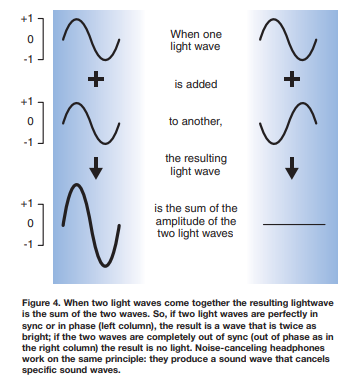 +1
0
-1
When one
light wave
+
is added
+
+1
0
-1
to another,
the resulting
light wave
+1
0
-1
is the sum of the
amplitude of the
two light waves
Figure 4. When two light waves come together the resulting lightwave
is the sum of the two waves. So, if two light waves are perfectly in
sync or in phase (left column), the result is a wave that is twice as
bright; if the two waves are completely out of sync (out of phase as in
the right column) the result is no light. Noise-canceling headphones
work on the same principle: they produce a sound wave that cancels
specific sound waves.